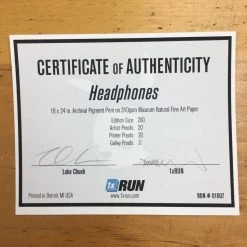 CERTIFICATE OF AUTHENTICITY
Headphones
18 x 24 in. Archival Pigment Print on 310gsm Museum Natural Fine Art Paper
Edition Size: 200
Artist Proofs: 20
Printer Proofs: 20
Galley Proofs: 3
Luke Chueh
1xRUN
1xRUN
Printed in Detroit, MI USA
www.1xrun.com
RUN # 01007